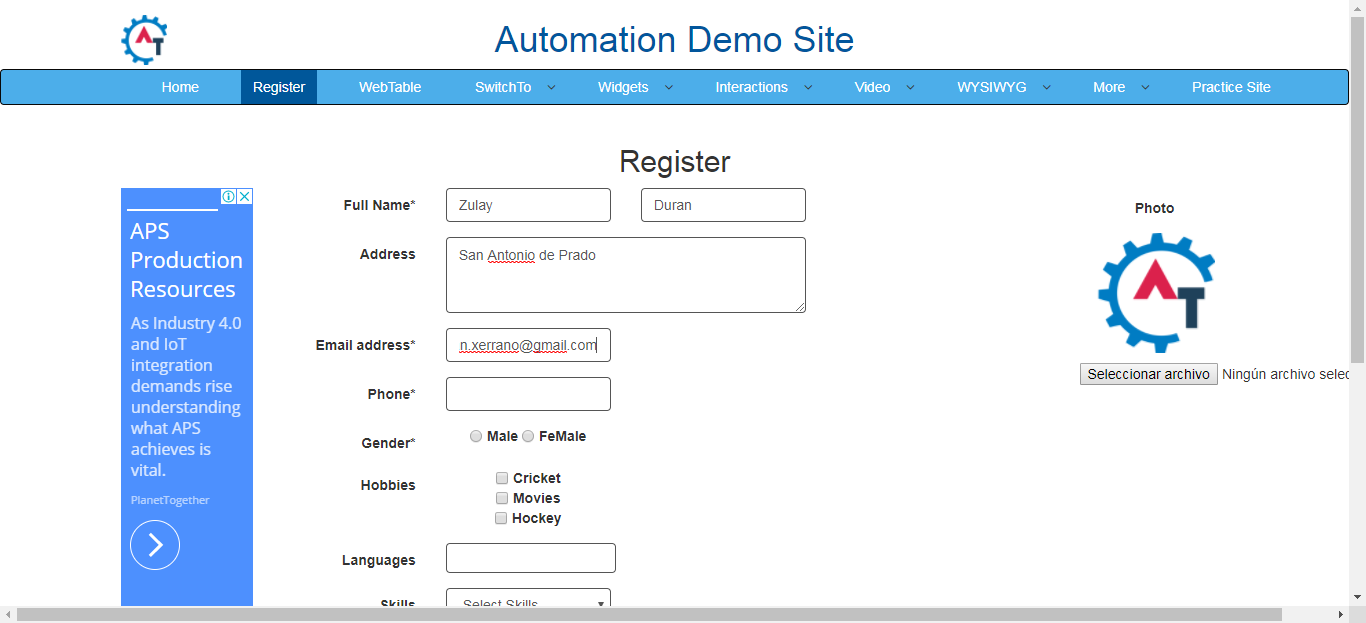 AT
Automation Demo Site
Home Register WebTable SwitchTo Widgets Interactions Video WYSIWYG More Practice Site
Register
APS
Production
Resources
As Industry 4.0
and IoT
integration
demands rise
understanding
what APS
achieves is
vital.
PlanetTogether
Full Name* Zulay Duran
Address San Antonio de Prado
Email address* n.xerrano@gmail.com
Phone*
Gender* Male FeMale
Hobbies Cricket
Movies
Hockey
Languages
Skills Select Skills
Photo
AT
Seleccionar archivo Ningún archivo selec